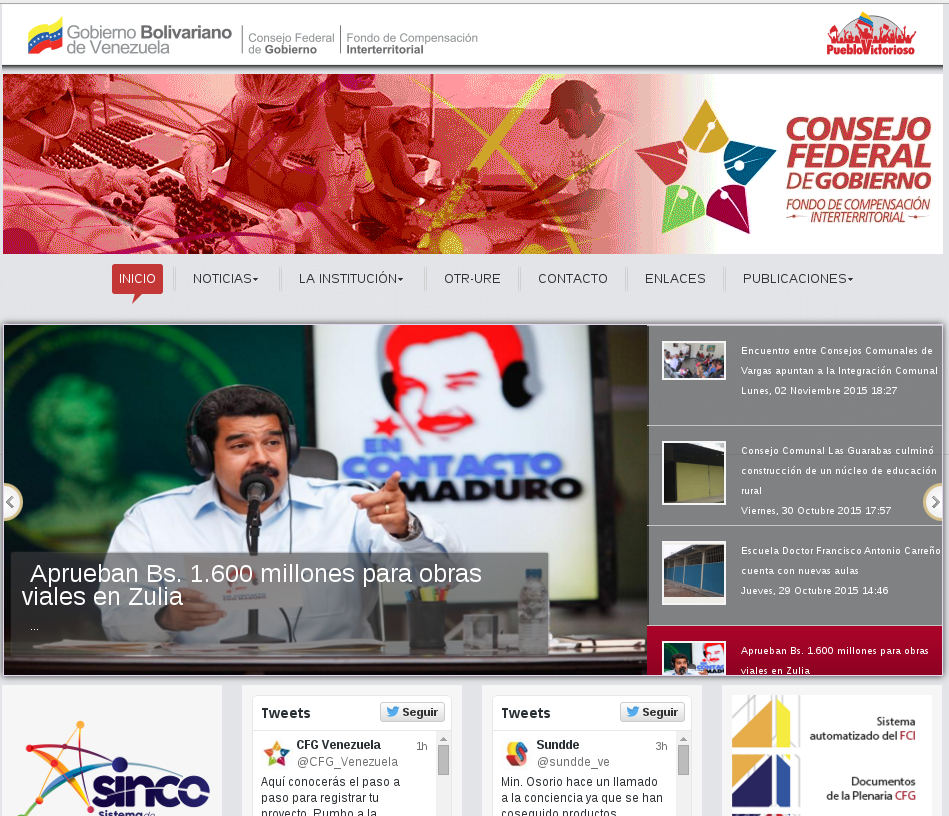 Gobierno Bolivariano
de Venezuela
Consejo Federal
de Gobierno
Fondo de Compensación
Interterritorial
PuebloVictorioso
CONSEJO
FEDERAL
DE GOBIERNO
FONDO DE COMPENSACIÓN
INTERTERRITORIAL
INICIO
NOTICIAS
LA INSTITUCIÓN
OTR-URE
CONTACTO
ENLACES
PUBLICACIONES
EN
CONTACTO
MADURO
Aprueban Bs. 1.600 millones para obras
viales en Zulia
...
Encuentro entre Consejos Comunales de
Vargas apuntan a la Integración Comunal
Lunes, 02 Noviembre 2015 18:27
Consejo Comunal Las Guarabas culminó
construcción de un núcleo de educación
rural
Viernes, 30 Octubre 2015 17:57
Escuela Doctor Francisco Antonio Carreño
cuenta con nuevas aulas
Jueves, 29 Octubre 2015 14:46
Aprueban Bs. 1.600 millones para obras
viales en Zulia
sinco
Sistema de
Tweets
Seguir
CFG Venezuela 1h
@CFG_Venezuela
Aquí conocerás el paso a
paso para registrar tu
proyecto. Rumbo a la
Tweets
Seguir
Sundde 3h
@sundde_ve
Min. Osorio hace un llamado
a la conciencia ya que se han
coseguido productos
Sistema
automatizado del FCI
Documentos
de la Plenaria CFG